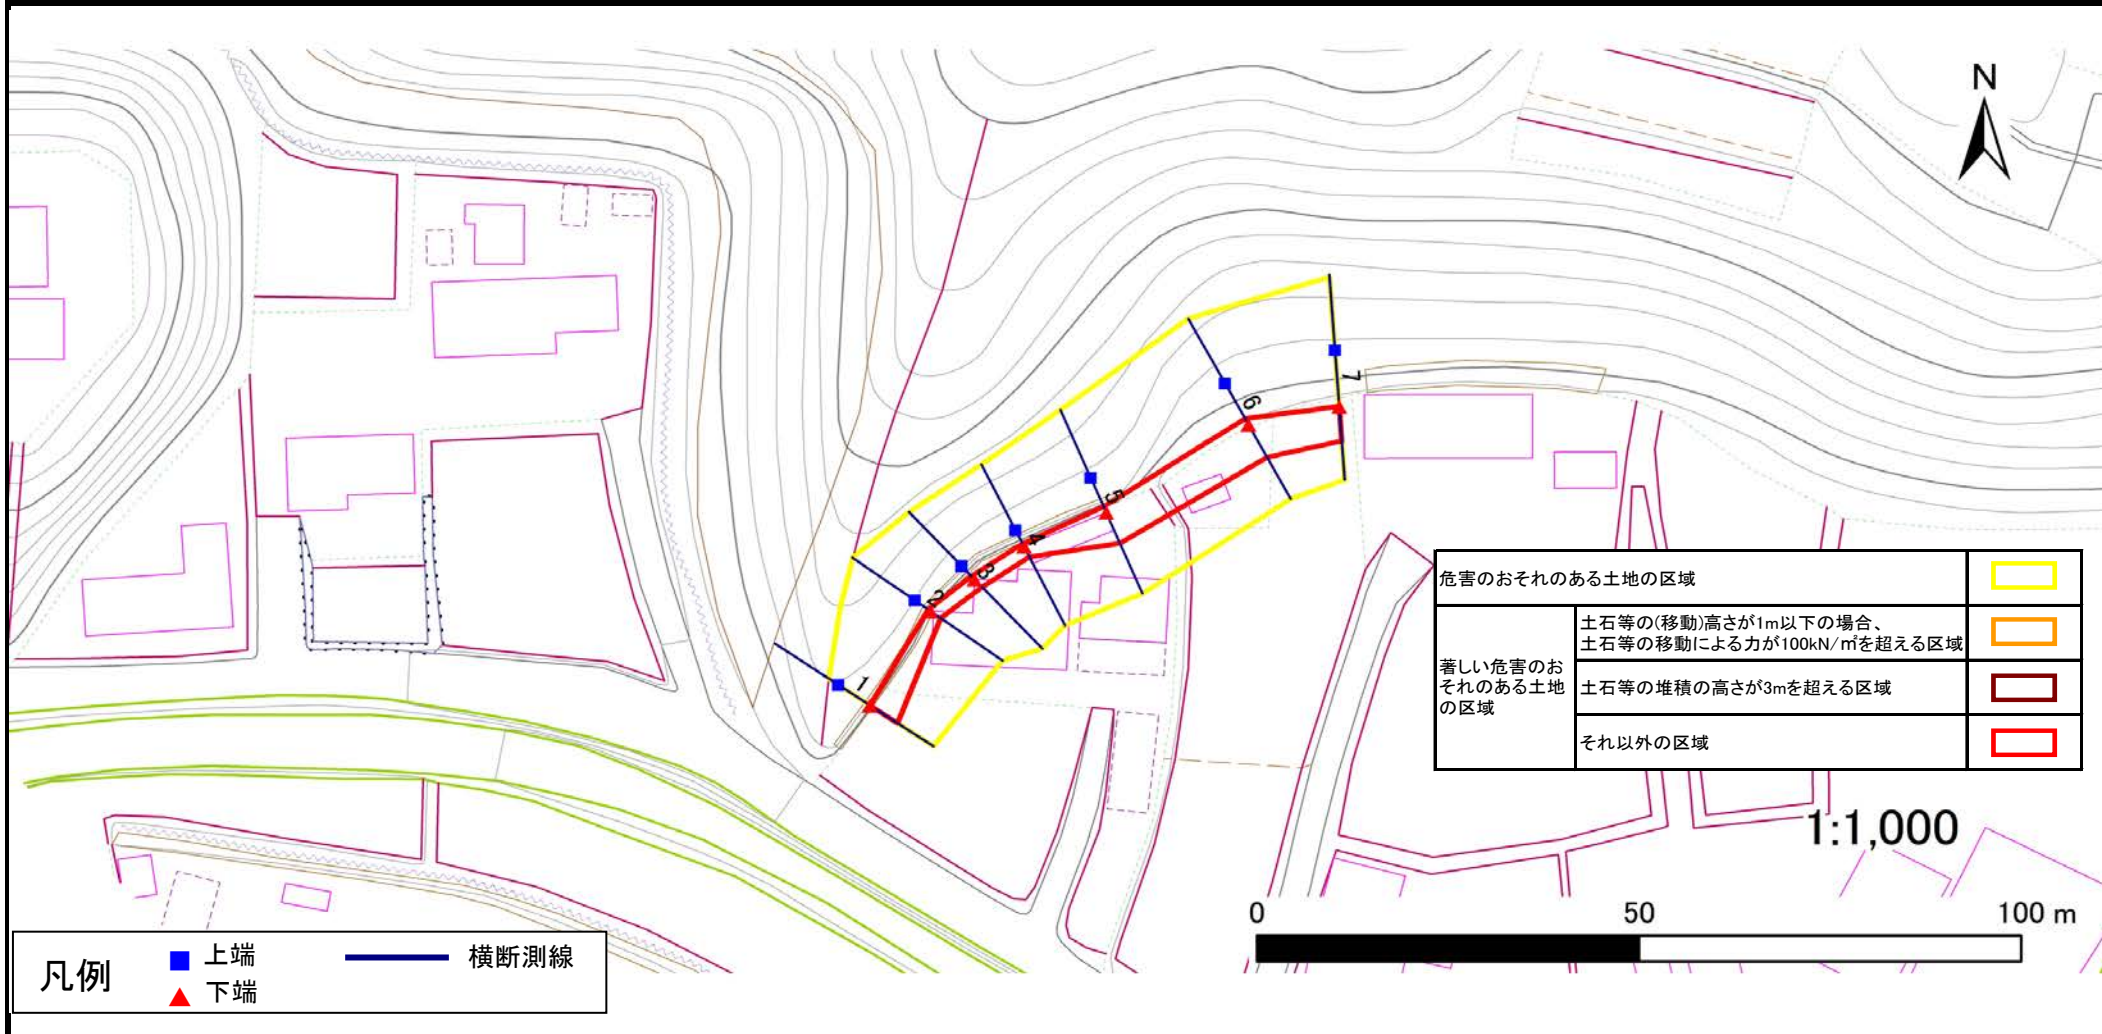 N
7
6
5
4
3
2
1
危害のおそれのある土地の区域
著しい危害のお
それのある土地
の区域
土石等の(移動)高さが1m以下の場合、
土石等の移動による力が100kN/㎡を超える区域
土石等の堆積の高さが3mを超える区域
それ以外の区域
1:1,000
0 50 100 m
凡例
上端
横断測線
下端